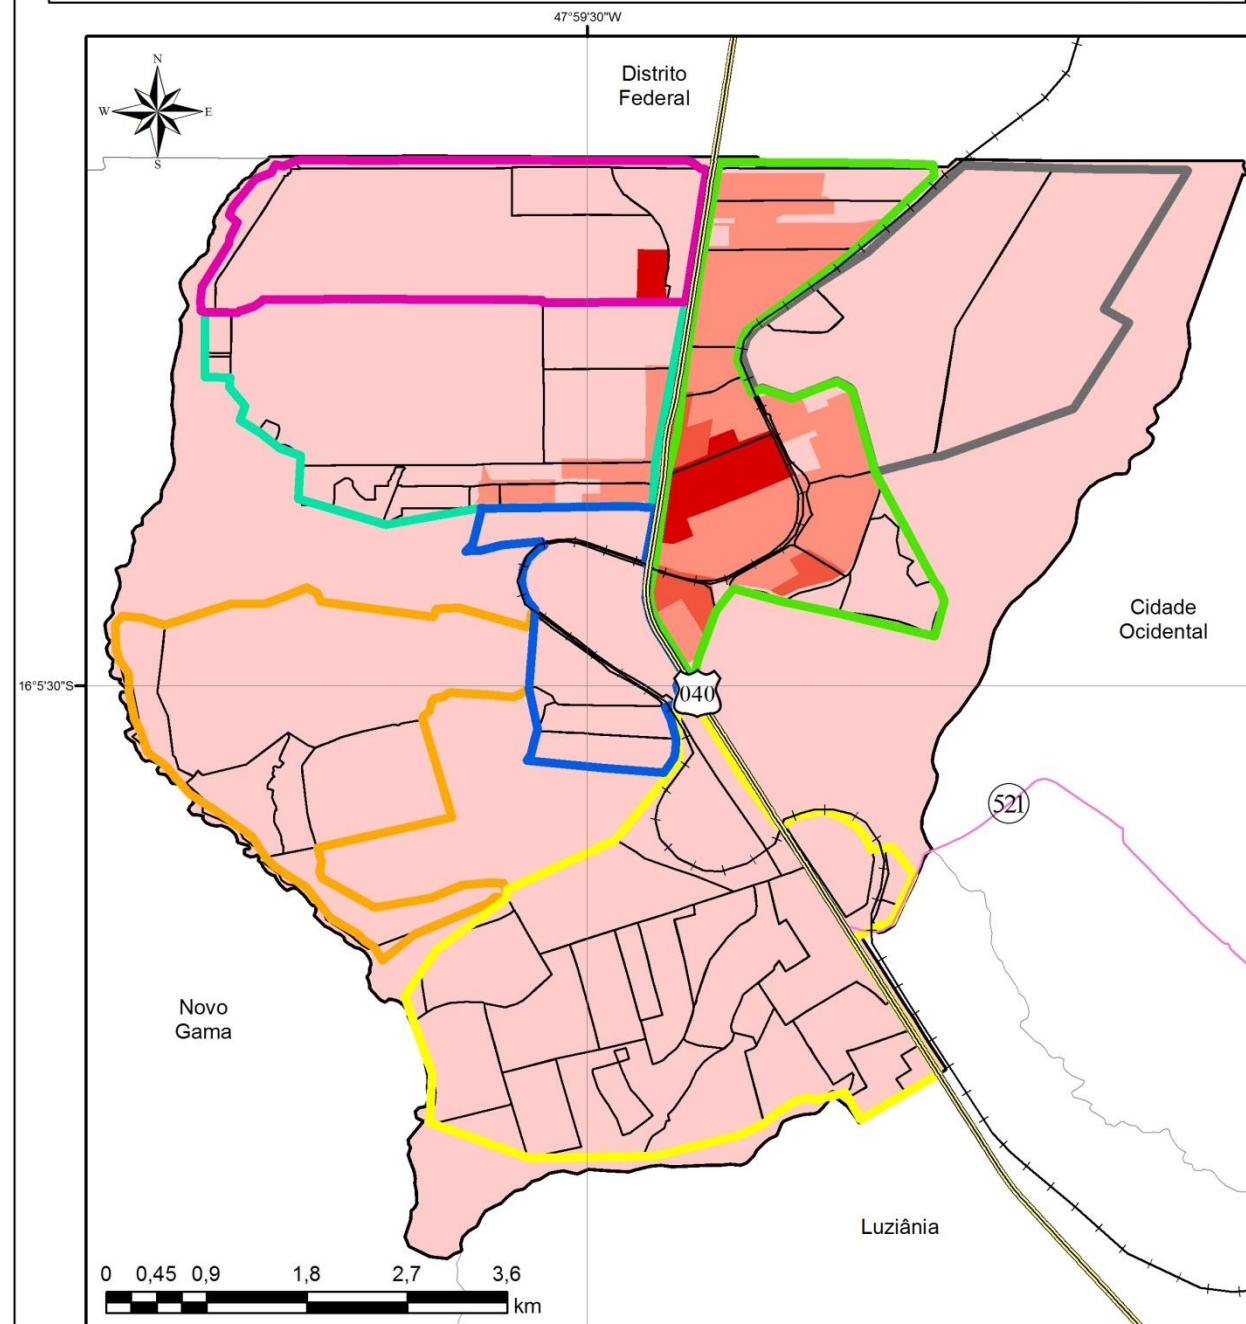 47°59'30"W
N
W
E
S
Distrito
Federal
Cidade
Ocidental
16°5'30"S
040
521
Novo
Gama
Luziânia
0 0,45 0,9 1,8 2,7 3,6
km